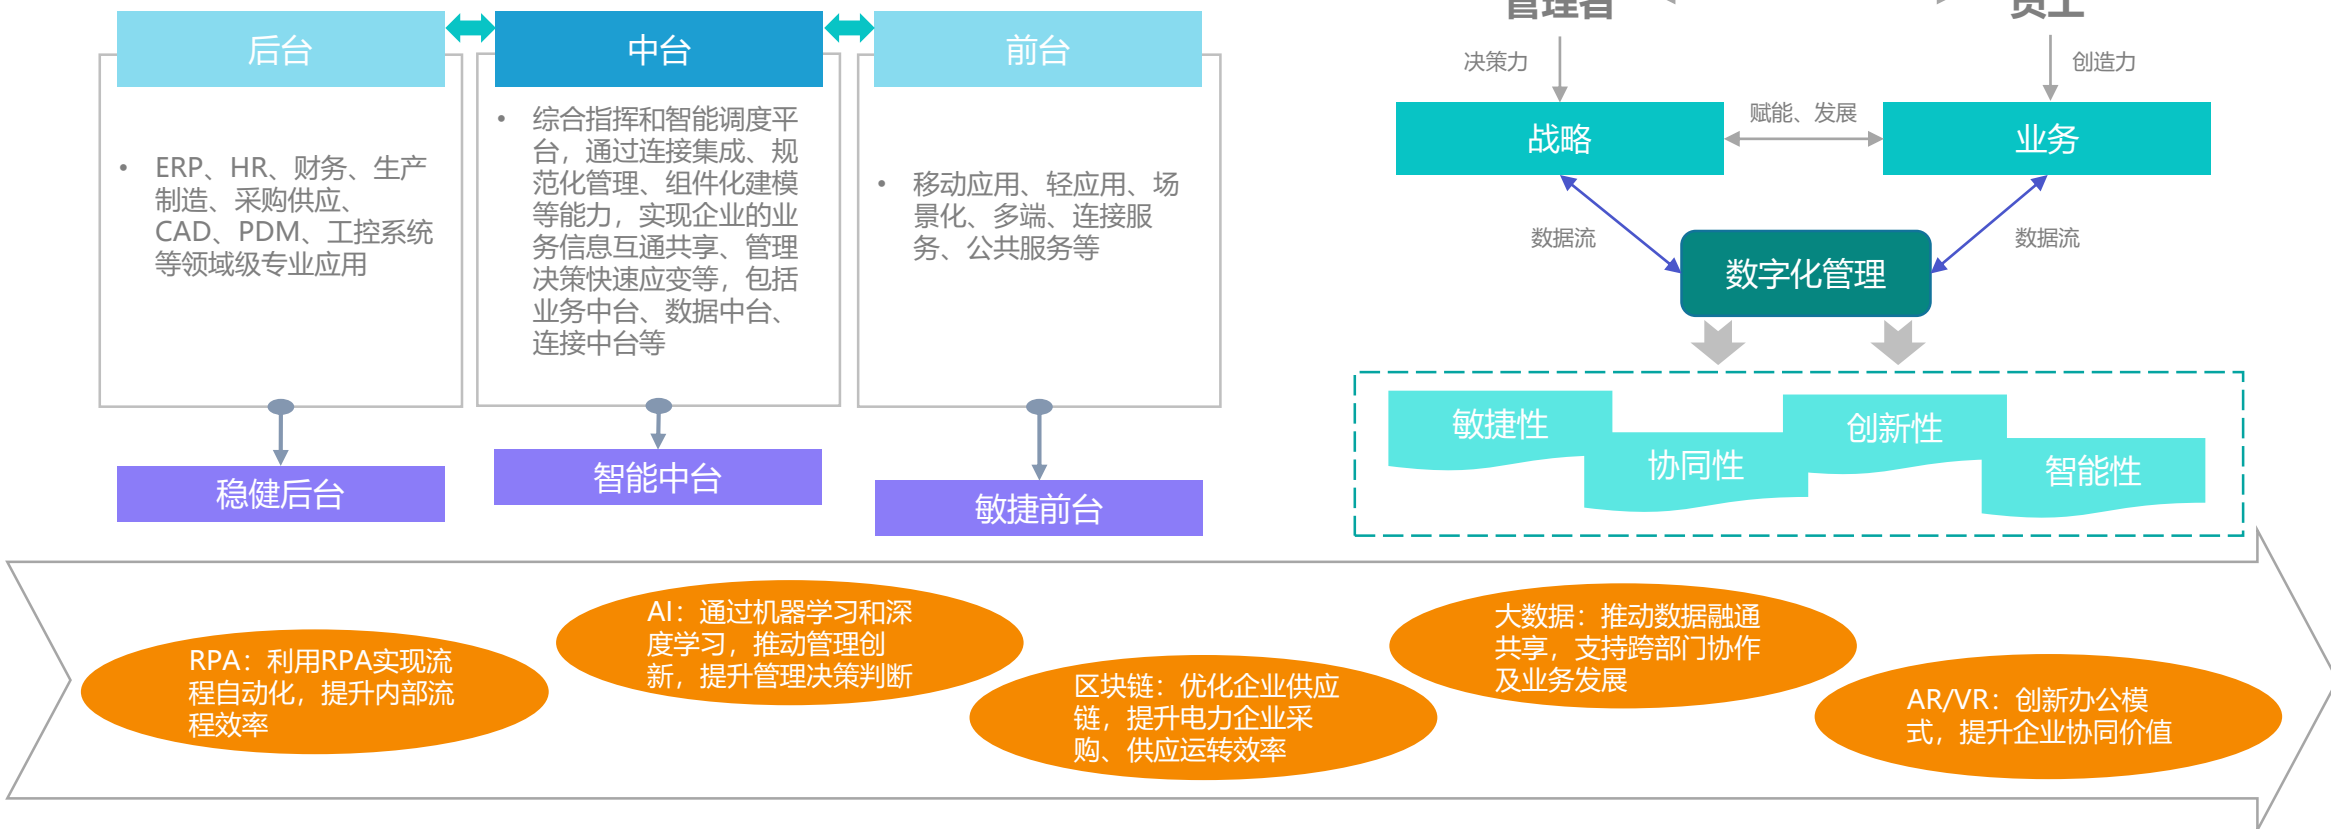 后台
中台
前台
• ERP、HR、财务、生产
制造、采购供应、
CAD、PDM、工控系统
等领域级专业应用
• 综合指挥和智能调度平
台，通过连接集成、规
范化管理、组件化建模
等能力，实现企业的业
务信息互通共享、管理
决策快速应变等，包括
业务中台、数据中台、
连接中台等
• 移动应用、轻应用、场
景化、多端、连接服
务、公共服务等
稳健后台
智能中台
敏捷前台
管理者
员工
决策力
创造力
战略
赋能、发展
业务
数据流
数据流
数字化管理
敏捷性
协同性
创新性
智能性
RPA：利用RPA实现流
程自动化，提升内部流
程效率
AI：通过机器学习和深
度学习，推动管理创
新，提升管理决策判断
区块链：优化企业供应
链，提升电力企业采
购、供应运转效率
大数据：推动数据融通
共享，支持跨部门协作
及业务发展
AR/VR：创新办公模
式，提升企业协同价值